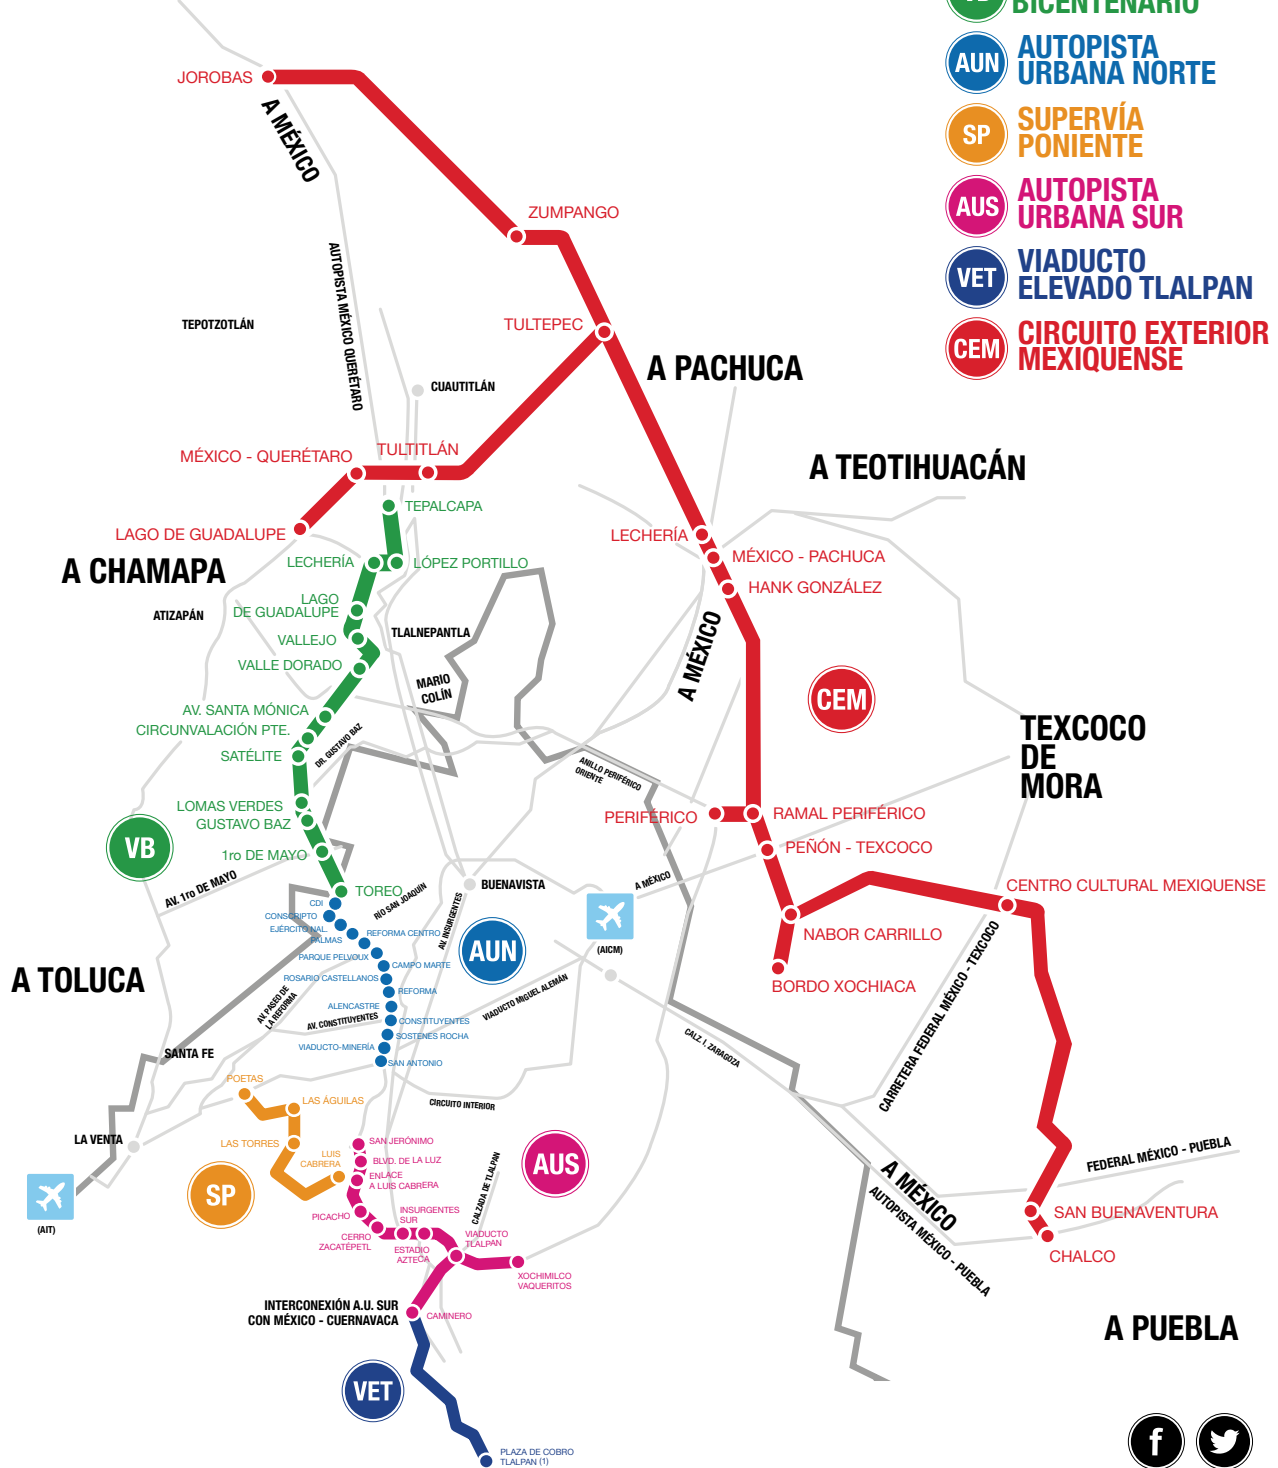 BICENTENARIO
AUN
AUTOPISTA
URBANA NORTE
SP
SUPERVÍA
PONIENTE
AUS
AUTOPISTA
URBANA SUR
VET
VIADUCTO
ELEVADO TLALPAN
CEM
CIRCUITO EXTERIOR
MEXIQUENSE
JOROBAS
A MÉXICO
ZUMPANGO
AUTOPISTA MÉXICO QUERÉTARO
TEPOTZOTLÁN
TULTEPEC
A PACHUCA
CUAUTITLÁN
MÉXICO - QUERÉTARO
TULTITLÁN
A TEOTIHUACÁN
TEPALCAPA
LAGO DE GUADALUPE
LECHERÍA
MÉXICO - PACHUCA
HANK GONZÁLEZ
A CHAMAPA
LECHERÍA
LÓPEZ PORTILLO
LAGO
DE GUADALUPE
ATIZAPÁN
VALLEJO
TLALNEPANTLA
VALLE DORADO
MARIO
COLÍN
A MÉXICO
CEM
AV. SANTA MÓNICA
CIRCUNVALACIÓN PTE.
SATÉLITE
DR. GUSTAVO BAZ
TEXCOCO
DE
MORA
ANILLO PERIFÉRICO
ORIENTE
LOMAS VERDES
GUSTAVO BAZ
PERIFÉRICO
RAMAL PERIFÉRICO
VB
1ro DE MAYO
PEÑÓN - TEXCOCO
AV. 1ro DE MAYO
TOREO
RÍO SAN JOAQUÍN
BUENAVISTA
A MÉXICO
CENTRO CULTURAL MEXIQUENSE
CDI
CONSCRIPTO
EJÉRCITO NAL.
PALMAS
REFORMA CENTRO
AV. INSURGENTES
AUN
(AICM)
NABOR CARRILLO
PARQUE PELVOUX
CAMPO MARTE
A TOLUCA
ROSARIO CASTELLANOS
REFORMA
BORDO XOCHIACA
AV. PASEO DE
LA REFORMA
ALENCASTRE
VIADUCTO MIGUEL ALEMÁN
AV. CONSTITUYENTES
CONSTITUYENTES
SOSTENES ROCHA
CALZ. I. ZARAGOZA
CARRETERA FEDERAL MÉXICO - TEXCOCO
VIADUCTO-MINERÍA
SANTA FE
SAN ANTONIO
POETAS
LAS ÁGUILAS
CIRCUITO INTERIOR
LA VENTA
LAS TORRES
SAN JERÓNIMO
LUIS
CABRERA
BLVD. DE LA LUZ
ENLACE
A LUIS CABRERA
AUS
CALZADA DE TLALPAN
FEDERAL MÉXICO - PUEBLA
A MÉXICO
AUTOPISTA MÉXICO - PUEBLA
SP
(AIT)
PICACHO
CERRO
ZACATÉPETL
INSURGENTES
SUR
ESTADIO
AZTECA
VIADUCTO
TLALPAN
SAN BUENAVENTURA
CHALCO
XOCHIMILCO
VAQUERITOS
INTERCONEXIÓN A.U. SUR
CON MÉXICO - CUERNAVACA
CAMINERO
A PUEBLA
VET
PLAZA DE COBRO
TLALPAN (1)
f